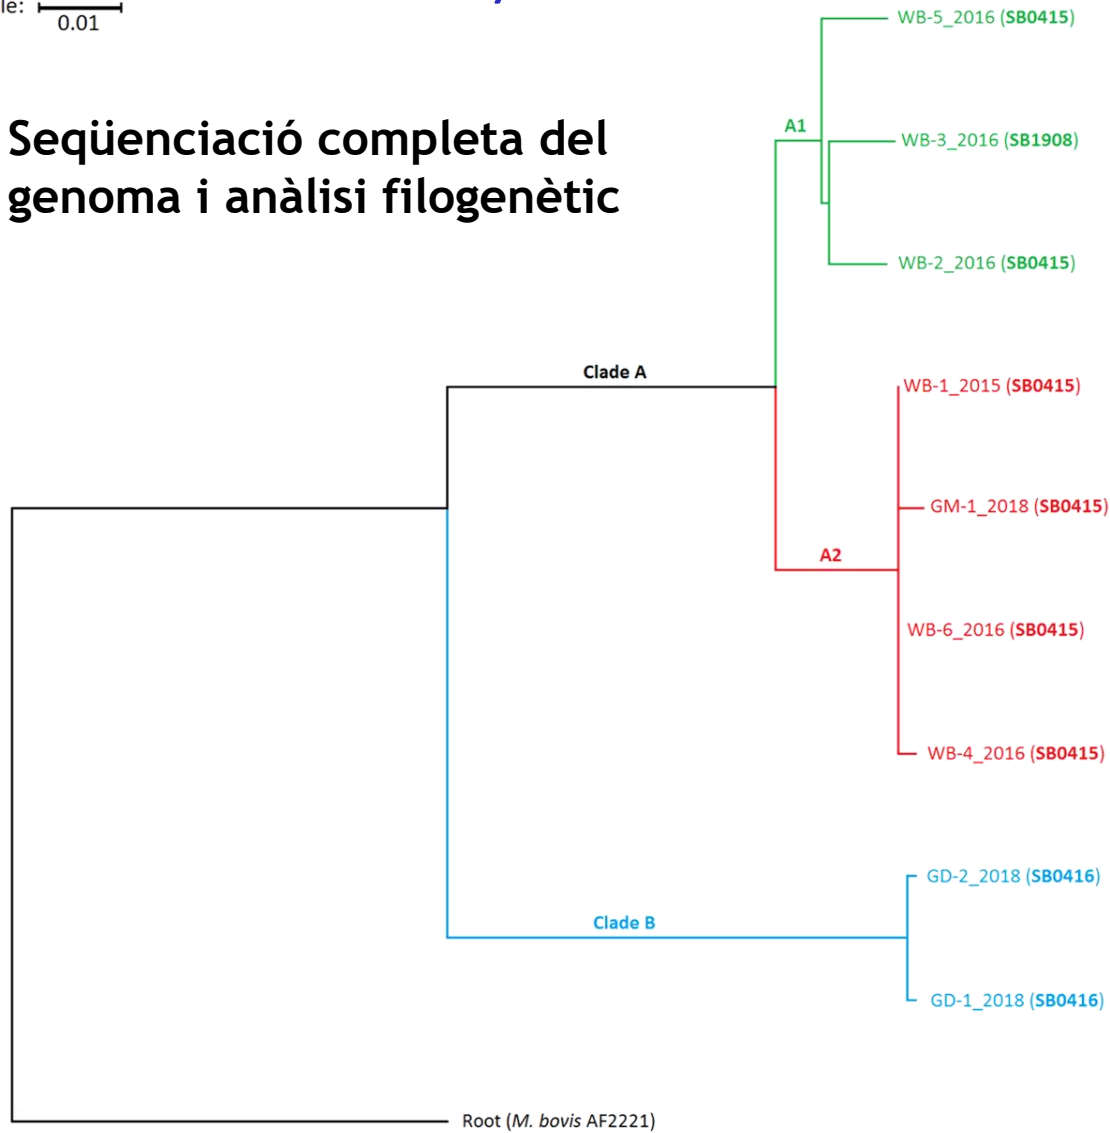 le:
0.01
WB-5_2016 (SB0415)
Seqüenciació completa del
genoma i anàlisi filogenètic
A1
WB-3_2016 (SB1908)
WB-2_2016 (SB0415)
Clade A
WB-1_2015 (SB0415)
GM-1_2018 (SB0415)
A2
WB-6_2016 (SB0415)
WB-4_2016 (SB0415)
GD-2_2018 (SB0416)
Clade B
GD-1_2018 (SB0416)
Root (M. bovis AF2221)